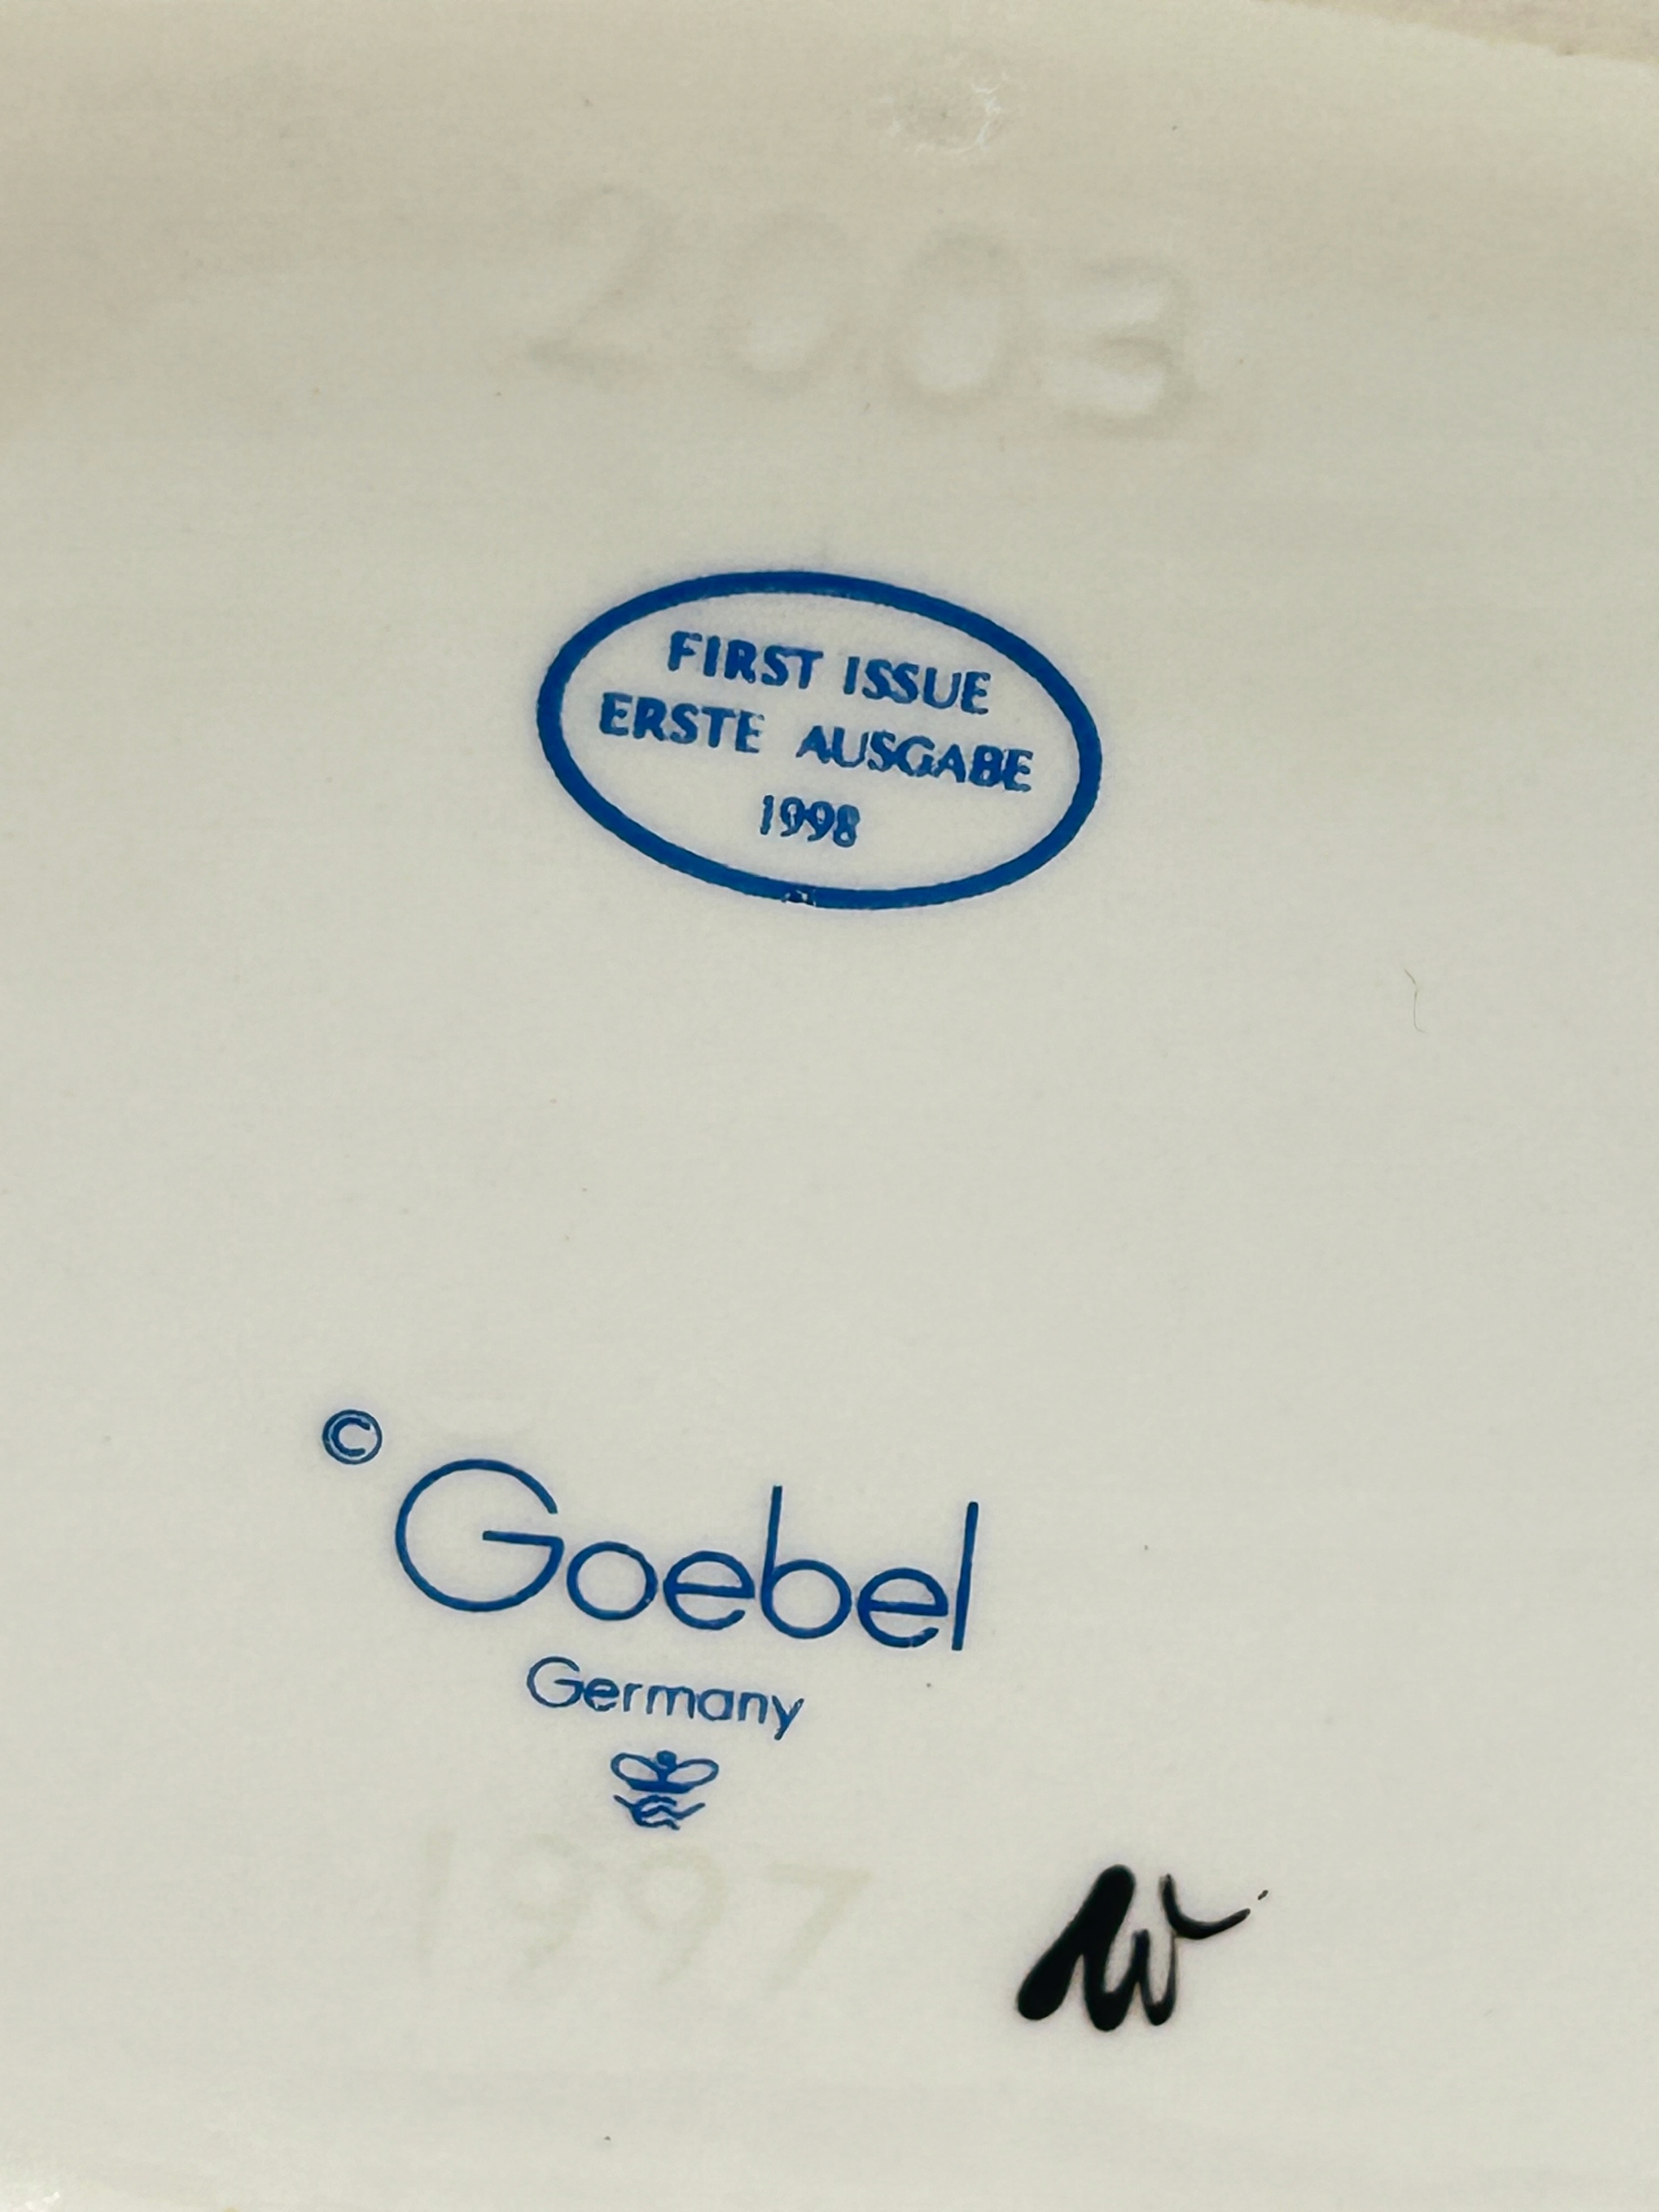 2003
FIRST ISSUE
ERSTE AUSGABE
1998
© Goebel
Germany
1997